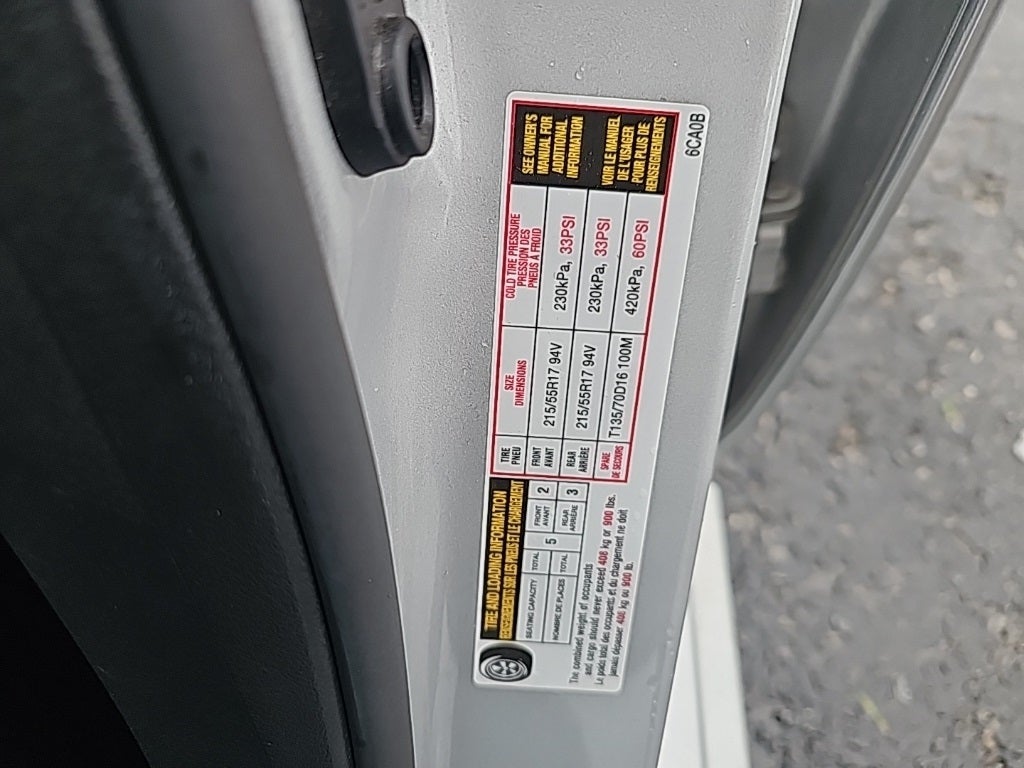 TIRE AND LOADING INFORMATION
RENSEIGNEMENTS SUR LES PNEUS ET LE CHARGEMENT
SEATING CAPACITY TOTAL 5 FRONT 2 REAR 3
NOMBRE DE PLACES TOTAL AVANT ARRIÈRE
The combined weight of occupants
and cargo should never exceed 408 kg or 900 lbs.
Le poids total des occupants et du chargement ne doit
jamais dépasser 408 kg ou 900 lb.
TIRE
PNEU
SIZE
DIMENSIONS
COLD TIRE PRESSURE
PRESSION DES
PNEUS À FROID
FRONT
AVANT
215/55R17 94V
230kPa, 33PSI
REAR
ARRIÈRE
215/55R17 94V
230kPa, 33PSI
SPARE
DE SECOURS
T135/70D16 100M
420kPa, 60PSI
SEE OWNER'S
MANUAL FOR
ADDITIONAL
INFORMATION
VOIR LE MANUEL
DE L'USAGER
POUR PLUS DE
RENSEIGNEMENTS
6CA0B